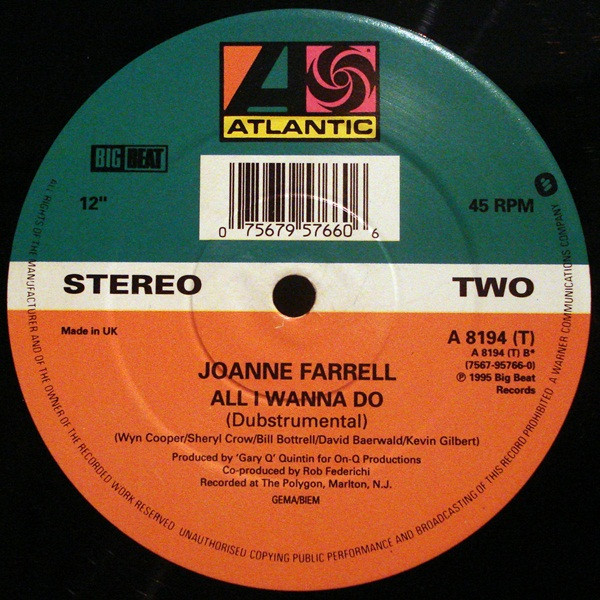 ATLANTIC
BIG BEAT
12"
0 75679 57660 6
45 RPM
STEREO
TWO
Made in UK
A 8194 (T)
A 8194 (T) B*
(7567-95766-0)
℗ 1995 Big Beat
Records
JOANNE FARRELL
ALL I WANNA DO
(Dubstrumental)
(Wyn Cooper/Sheryl Crow/Bill Bottrell/David Baerwald/Kevin Gilbert)
Produced by 'Gary Q' Quintin for On-Q Productions
Co-produced by Rob Federichi
Recorded at The Polygon, Marlton, N.J.
GEMA/BIEM
ALL RIGHTS OF THE MANUFACTURER AND OF THE OWNER OF THE RECORDED WORK RESERVED UNAUTHORISED COPYING PUBLIC PERFORMANCE AND BROADCASTING OF THIS RECORD PROHIBITED A WARNER COMMUNICATIONS COMPANY